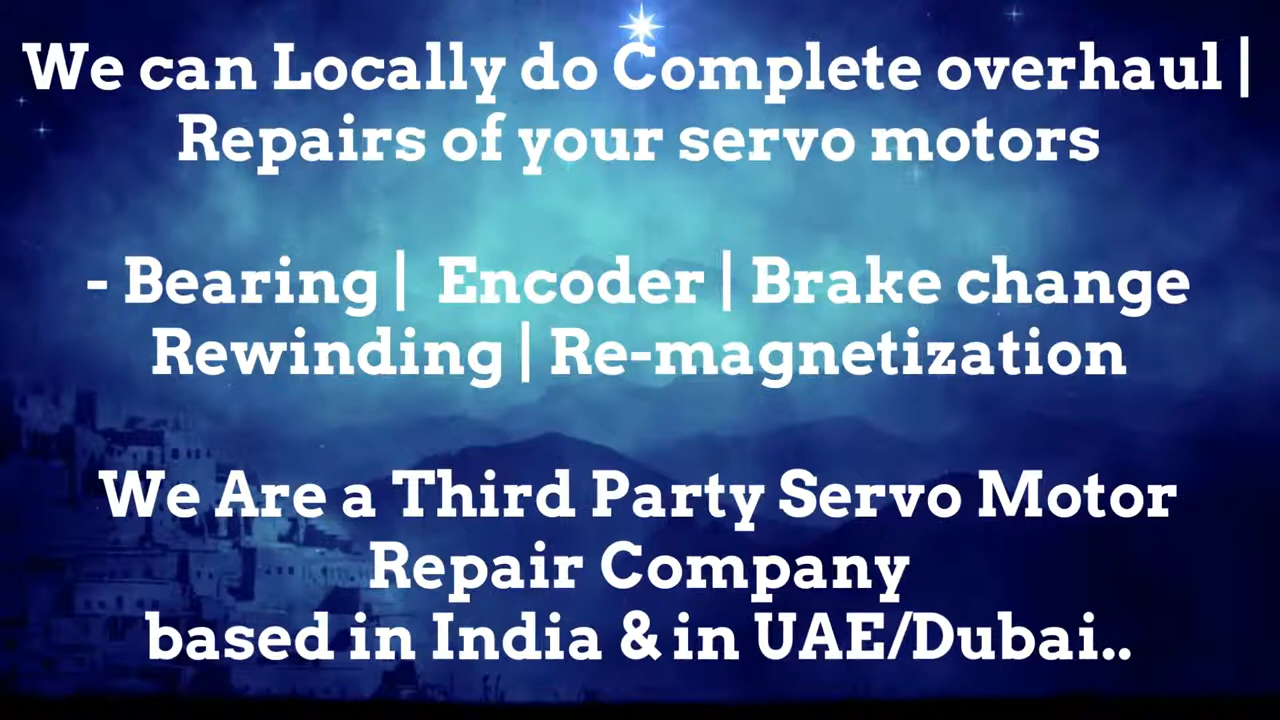 We can Locally do Complete overhaul |
Repairs of your servo motors
- Bearing | Encoder | Brake change
Rewinding | Re-magnetization
We Are a Third Party Servo Motor
Repair Company
based in India & in UAE/Dubai..